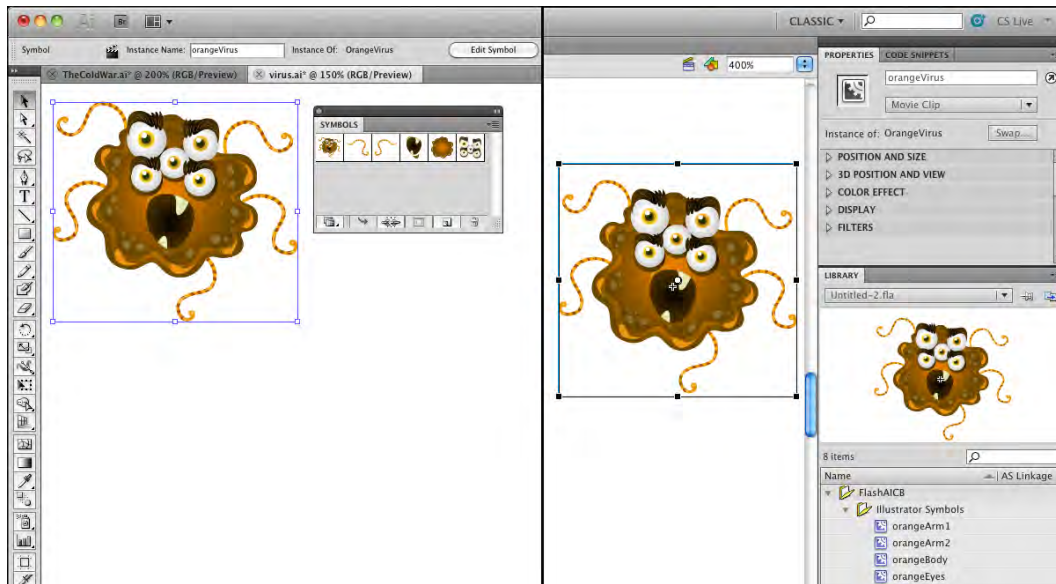 Ai
Br
Symbol
Instance Name:
orangeVirus
Instance Of: OrangeVirus
Edit Symbol
TheColdWar.ai* @ 200% (RGB/Preview)
virus.ai* @ 150% (RGB/Preview)
T
SYMBOLS
CLASSIC
CS Live
400%
PROPERTIES
CODE SNIPPETS
orangeVirus
Movie Clip
Instance of: OrangeVirus
Swap...
POSITION AND SIZE
3D POSITION AND VIEW
COLOR EFFECT
DISPLAY
FILTERS
LIBRARY
Untitled-2.fla
8 items
Name
AS Linkage
FlashAICB
Illustrator Symbols
orangeArm1
orangeArm2
orangeBody
orangeEyes